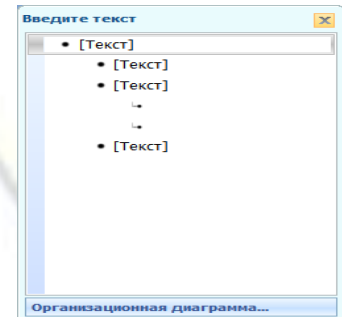 Введите текст
• [Текст]
• [Текст]
• [Текст]
• [Текст]
Организационная диаграмма...